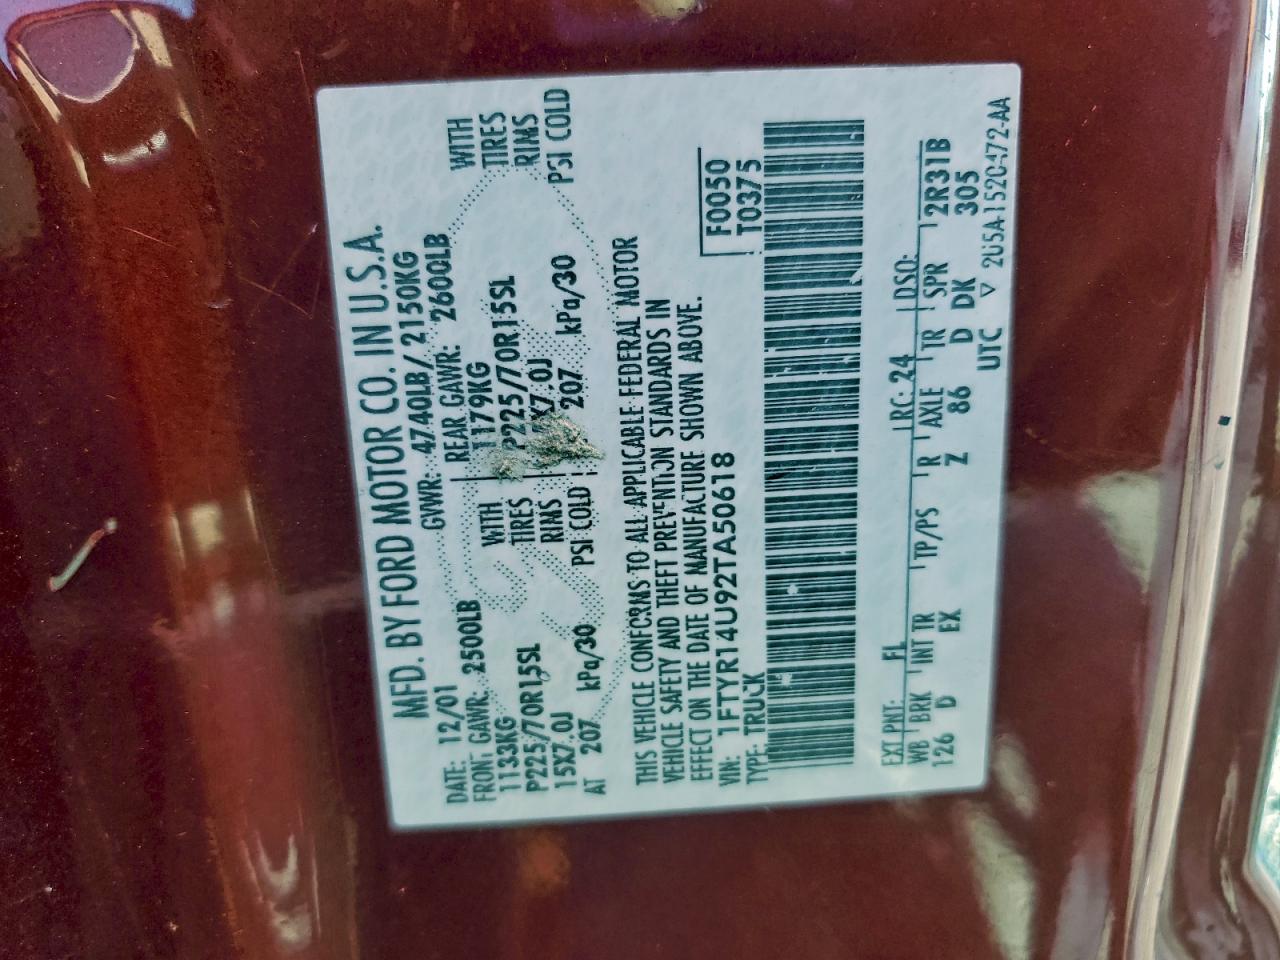 MFD. BY FORD MOTOR CO. IN U.S.A.
DATE: 12/01 GVWR: 4740LB/ 2150KG
FRONT GAWR: 2500LB REAR GAWR: 2600LB
1133KG WITH 1179KG WITH
P225/70R15SL TIRES P225/70R15SL TIRES
15X7.0J RIMS X7.0J RIMS
AT 207 kPa/30 PSI COLD 207 kPa/30 PSI COLD
THIS VEHICLE CONFORMS TO ALL APPLICABLE FEDERAL MOTOR
VEHICLE SAFETY AND THEFT PREVENTION STANDARDS IN
EFFECT ON THE DATE OF MANUFACTURE SHOWN ABOVE.
VIN: 1FTYR14U92TA50618 F0050
TYPE: TRUCK T0375
EXT PNT: FL RC: 24 DSO:
WB BRK INT TR TP/PS R AXLE TR SPR 2R31B
126 D EX Z 86 D DK 305
UTC ▽ 2U5A-1520472-AA